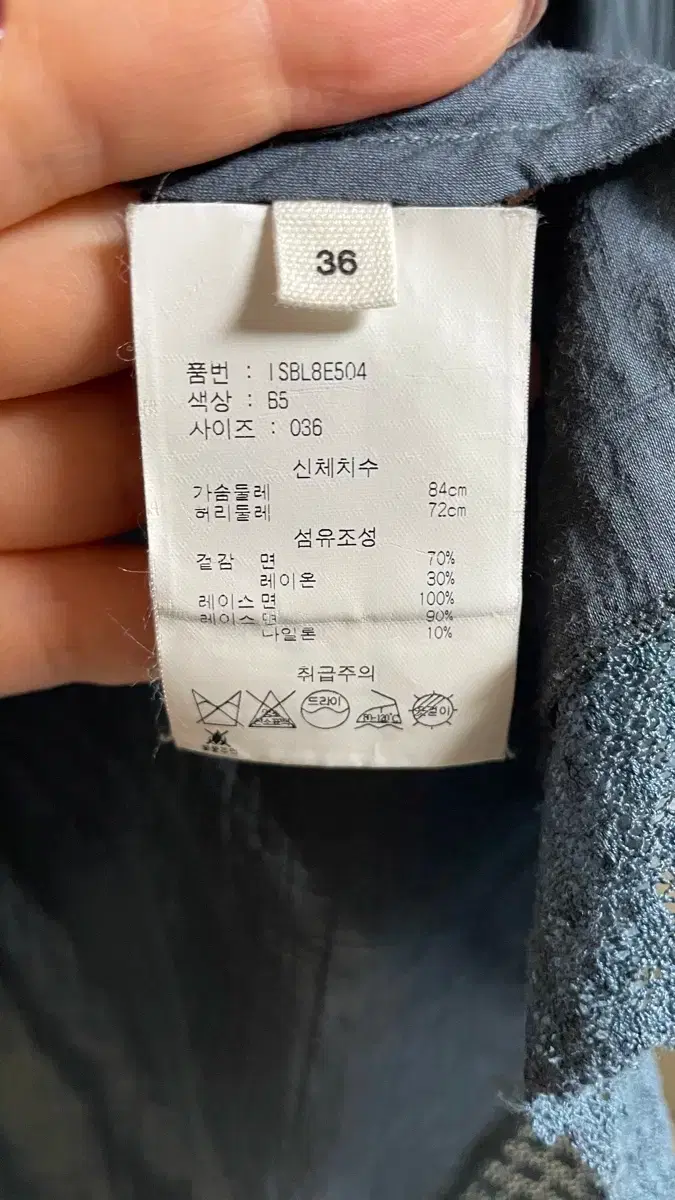 36
품번 : ISBL8E504
색상 : B5
사이즈 : 036
신체치수
가슴둘레 84cm
허리둘레 72cm
섬유조성
겉감 면 70%
레이온 30%
레이스 면 100%
레이스 면 90%
나일론 10%
취급주의
드라이